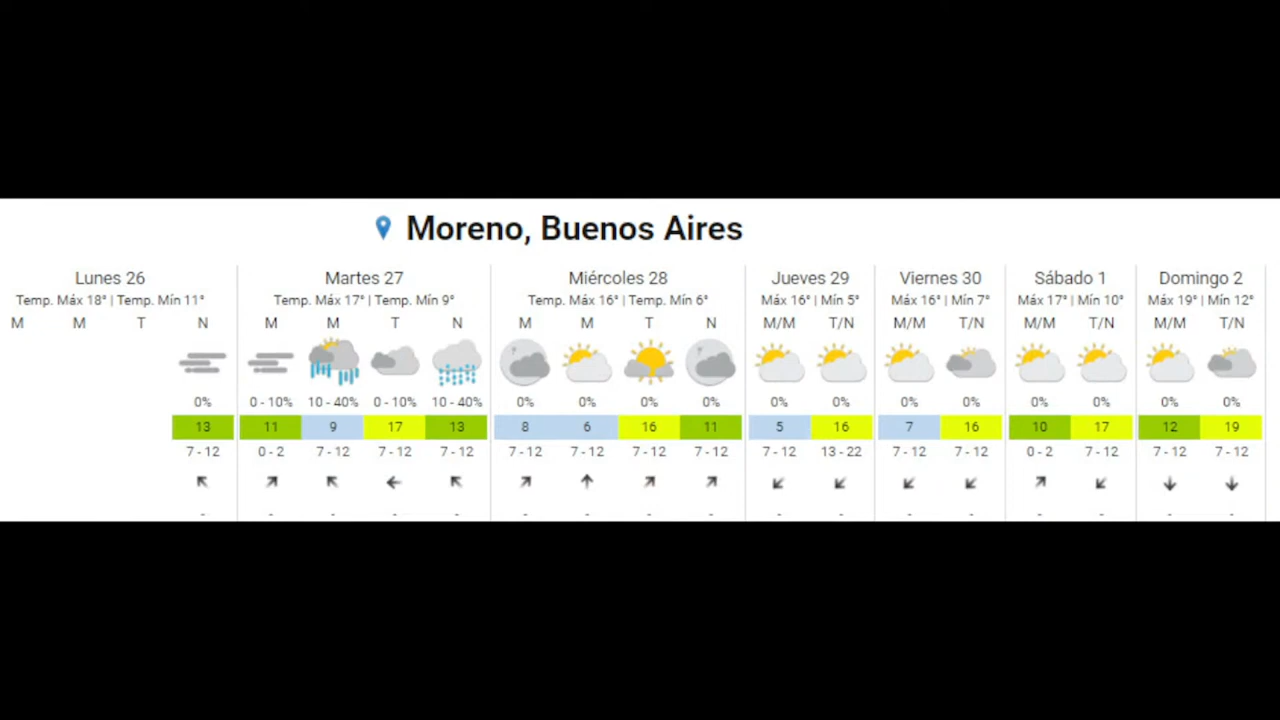 Moreno, Buenos Aires
Lunes 26 Martes 27 Miércoles 28 Jueves 29 Viernes 30 Sábado 1 Domingo 2
Temp. Máx 18° | Temp. Mín 11° Temp. Máx 17° | Temp. Mín 9° Temp. Máx 16° | Temp. Mín 6° Máx 16° | Mín 5° Máx 16° | Mín 7° Máx 17° | Mín 10° Máx 19° | Mín 12°
M M T N M M T N M M T N M/M T/N M/M T/N M/M T/N M/M T/N
0% 0 - 10% 10 - 40% 0 - 10% 10 - 40% 0% 0% 0% 0% 0% 0% 0% 0% 0% 0% 0% 0%
13 11 9 17 13 8 6 16 11 5 16 7 16 10 17 12 19
7 - 12 0 - 2 7 - 12 7 - 12 7 - 12 7 - 12 7 - 12 7 - 12 7 - 12 7 - 12 13 - 22 7 - 12 7 - 12 0 - 2 7 - 12 7 - 12 7 - 12
- - - - - - - - - - - - - - - - -